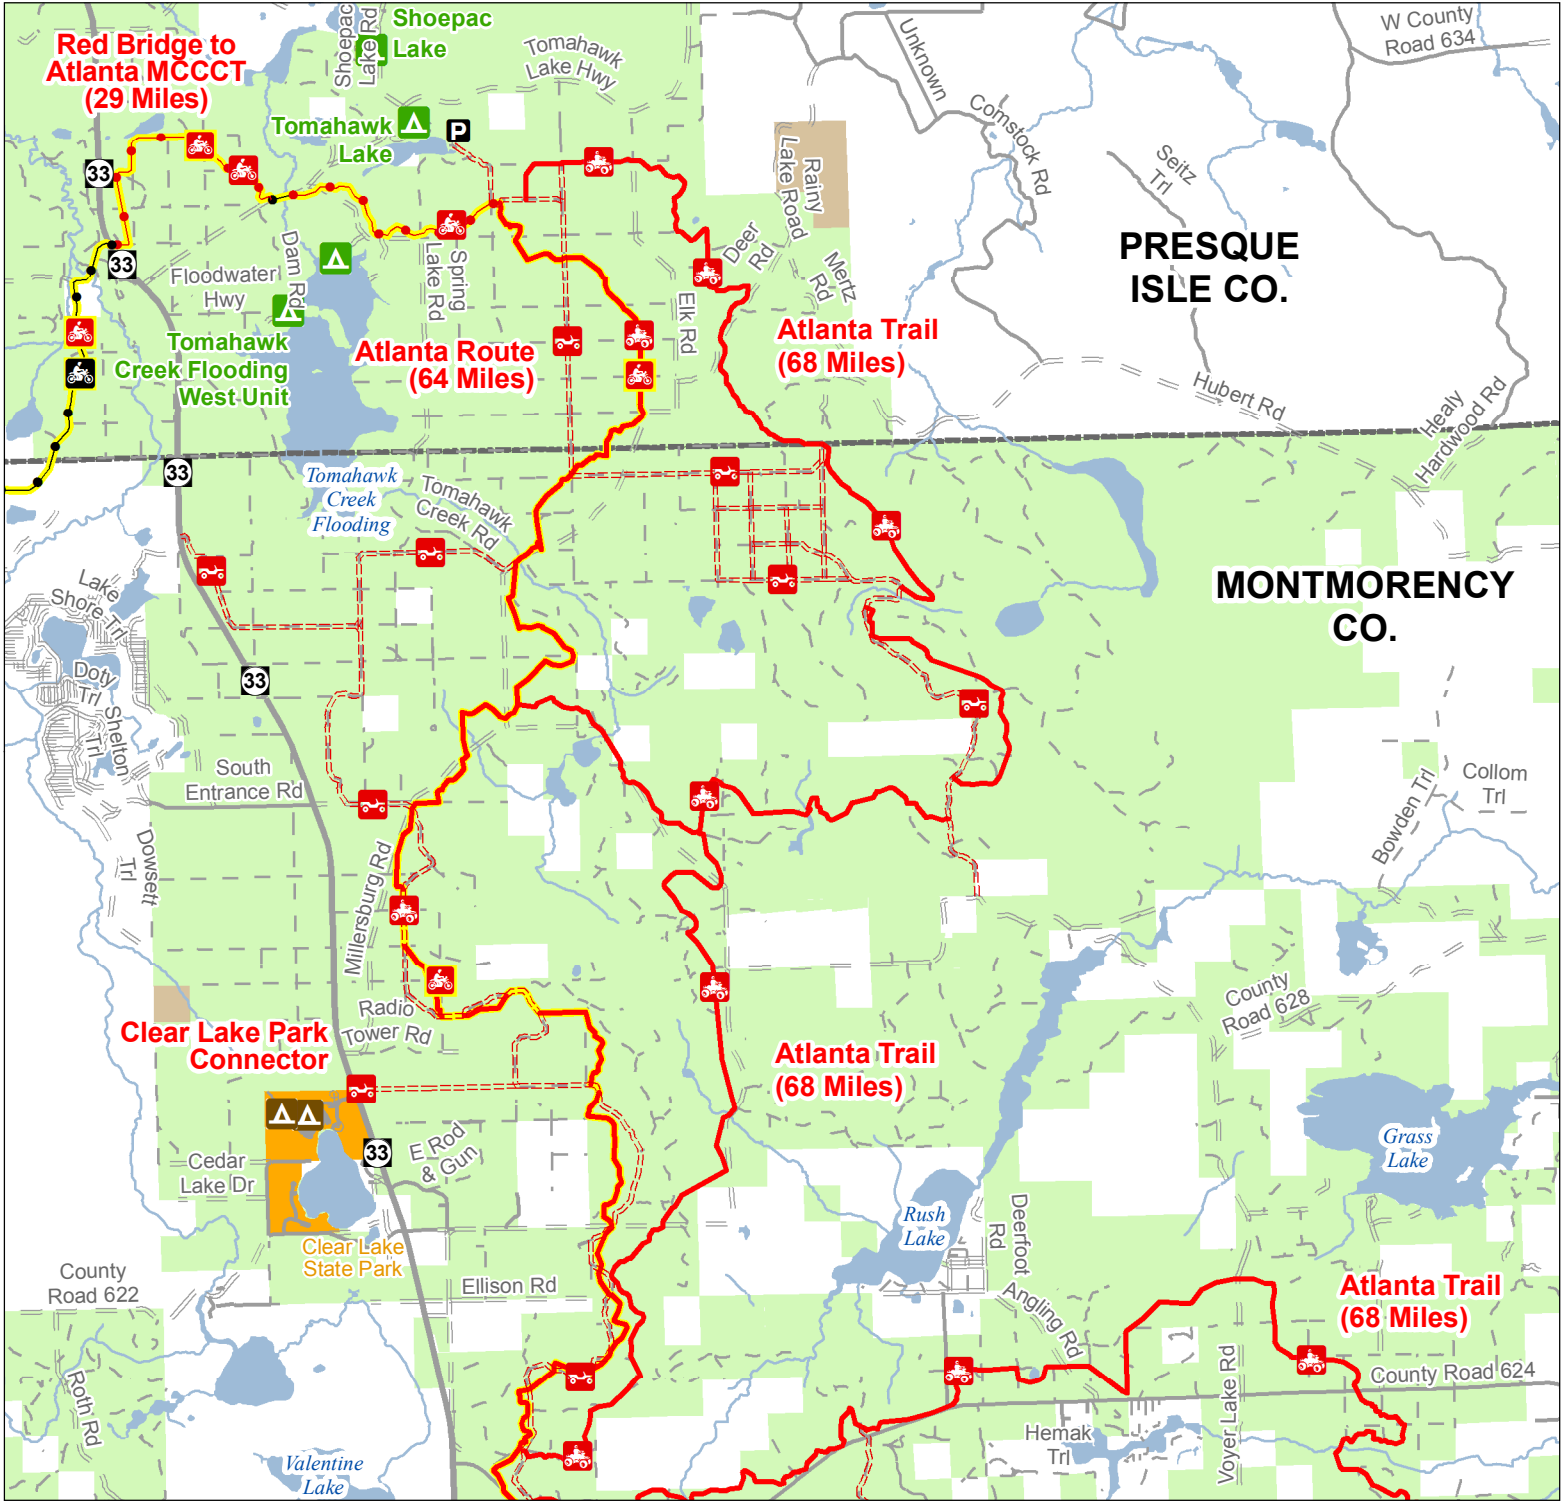 Red Bridge to
Atlanta MCCCT
(29 Miles)
Shoepac
Lake Rd
Shoepac
Lake
Tomahawk
Lake Hwy
Tomahawk
Lake
P
Unknown
W County
Road 634
Comstock Rd
Seitz
Trl
Rainy
Lake Road
33
33
Deer
Rd
Mertz
Rd
PRESQUE
ISLE CO.
Floodwater
Hwy
Dam Rd
Spring
Lake Rd
Elk Rd
Tomahawk
Creek Flooding
West Unit
Atlanta Route
(64 Miles)
Atlanta Trail
(68 Miles)
Hubert Rd
Healy
Hardwood Rd
33
Tomahawk
Creek
Flooding
Tomahawk
Creek Rd
MONTMORENCY
CO.
Lake
Shore Trl
Doty
Trl
Shelton
Trl
33
South
Entrance Rd
Dowsett
Trl
Millersburg Rd
Collom
Trl
Bowden Trl
Radio
Tower Rd
County
Road 628
Clear Lake Park
Connector
Atlanta Trail
(68 Miles)
33
E Rod
& Gun
Cedar
Lake Dr
Clear Lake
State Park
Grass
Lake
Rush
Lake
Deerfoot
Rd
Angling Rd
County
Road 622
Ellison Rd
Atlanta Trail
(68 Miles)
County Road 624
Roth Rd
Voyer Lake Rd
Hemak
Trl
Valentine
Lake